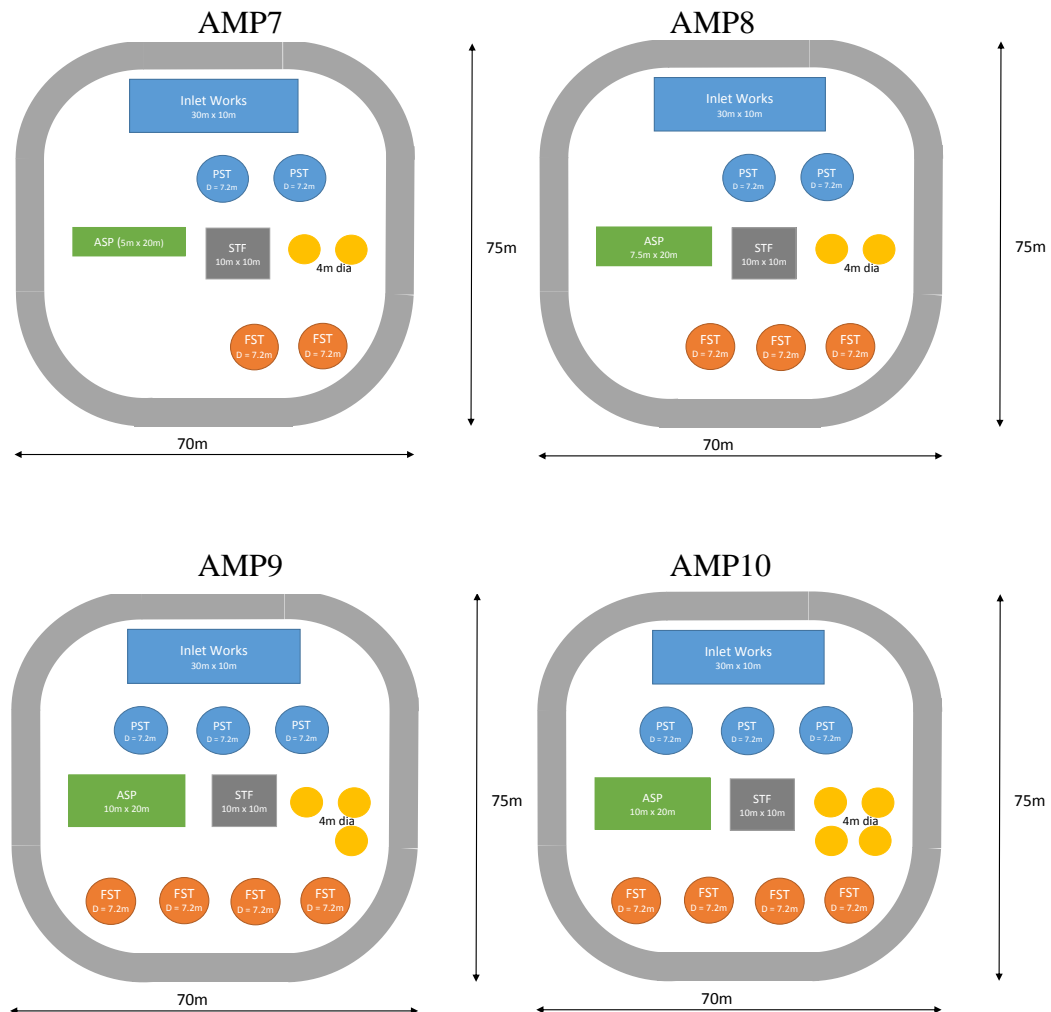 AMP7
Inlet Works
30m x 10m
PST
D = 7.2m
PST
D = 7.2m
ASP (5m x 20m)
STF
10m x 10m
4m dia
FST
D = 7.2m
FST
D = 7.2m
75m
70m
AMP8
Inlet Works
30m x 10m
PST
D = 7.2m
PST
D = 7.2m
ASP
7.5m x 20m
STF
10m x 10m
4m dia
FST
D = 7.2m
FST
D = 7.2m
FST
D = 7.2m
75m
70m
AMP9
Inlet Works
30m x 10m
PST
D = 7.2m
PST
D = 7.2m
PST
D = 7.2m
ASP
10m x 20m
STF
10m x 10m
4m dia
FST
D = 7.2m
FST
D = 7.2m
FST
D = 7.2m
FST
D = 7.2m
75m
70m
AMP10
Inlet Works
30m x 10m
PST
D = 7.2m
PST
D = 7.2m
PST
D = 7.2m
ASP
10m x 20m
STF
10m x 10m
4m dia
FST
D = 7.2m
FST
D = 7.2m
FST
D = 7.2m
FST
D = 7.2m
75m
70m